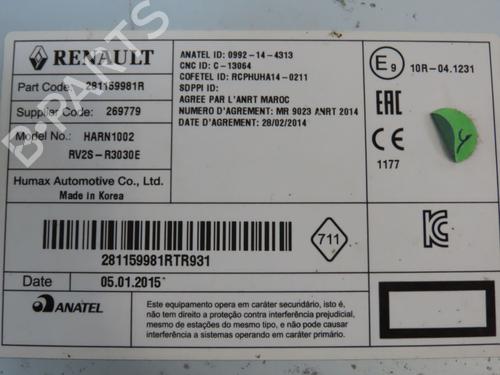 RENAULT
Part Code: 281159981R
Supplier Code: 269779
Model No: HARN1002
RV2S-R3030E
Humax Automotive Co., Ltd.
Made in Korea
ANATEL ID: 0992-14-4313
CNC ID: C-13064
COFETEL ID: RCPHUHA14-0211
SDPPI ID:
AGREE PAR L'ANRT MAROC
NUMERO D'AGREMENT: MR 9023 ANRT 2014
DATE D'AGREMENT: 28/02/2014
E9 10R-04.1231
EAC
CE
1177
4
B-PARTS
281159981RTR931
711
Date 05.01.2015
ANATEL
Este equipamento opera em caráter secundário, isto é,
não tem direito a proteção contra interferência prejudicial,
mesmo de estações do mesmo tipo, e não pode causar
interferência a sistemas operando em caráter primário.